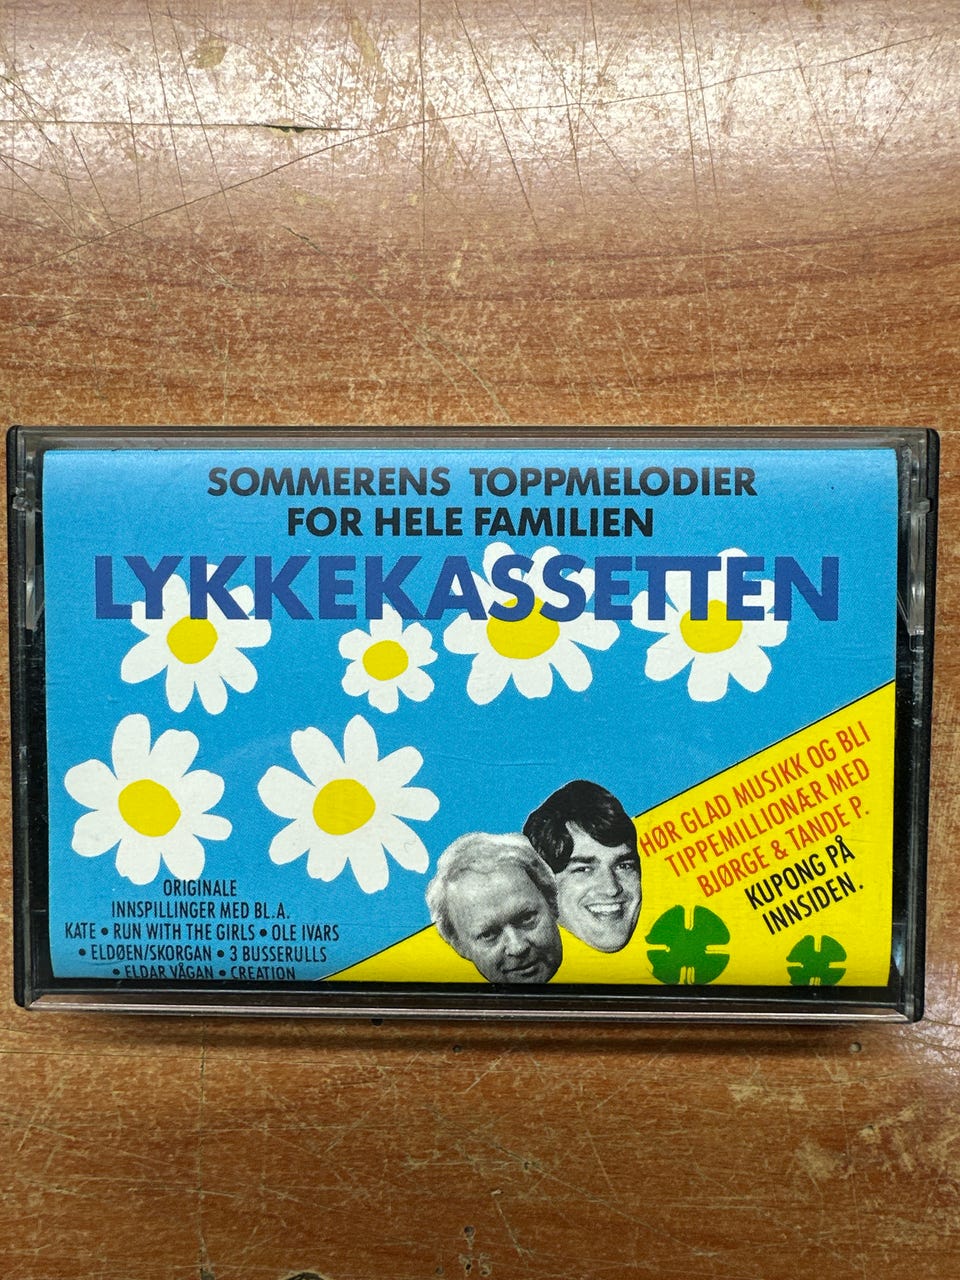 SOMMERENS TOPPMELODIER
FOR HELE FAMILIEN
LYKKEKASSETTEN
HØR GLAD MUSIKK OG BLI
TIPPEMILLIONÆR MED
BJØRGE & TANDE P.
KUPONG PÅ
INNSIDEN.
ORIGINALE
INNSPILLINGER MED BL.A.
KATE • RUN WITH THE GIRLS • OLE IVARS
• ELDØEN/SKORGAN • 3 BUSSERULLS
• ELDAR VÅGAN • CREATION